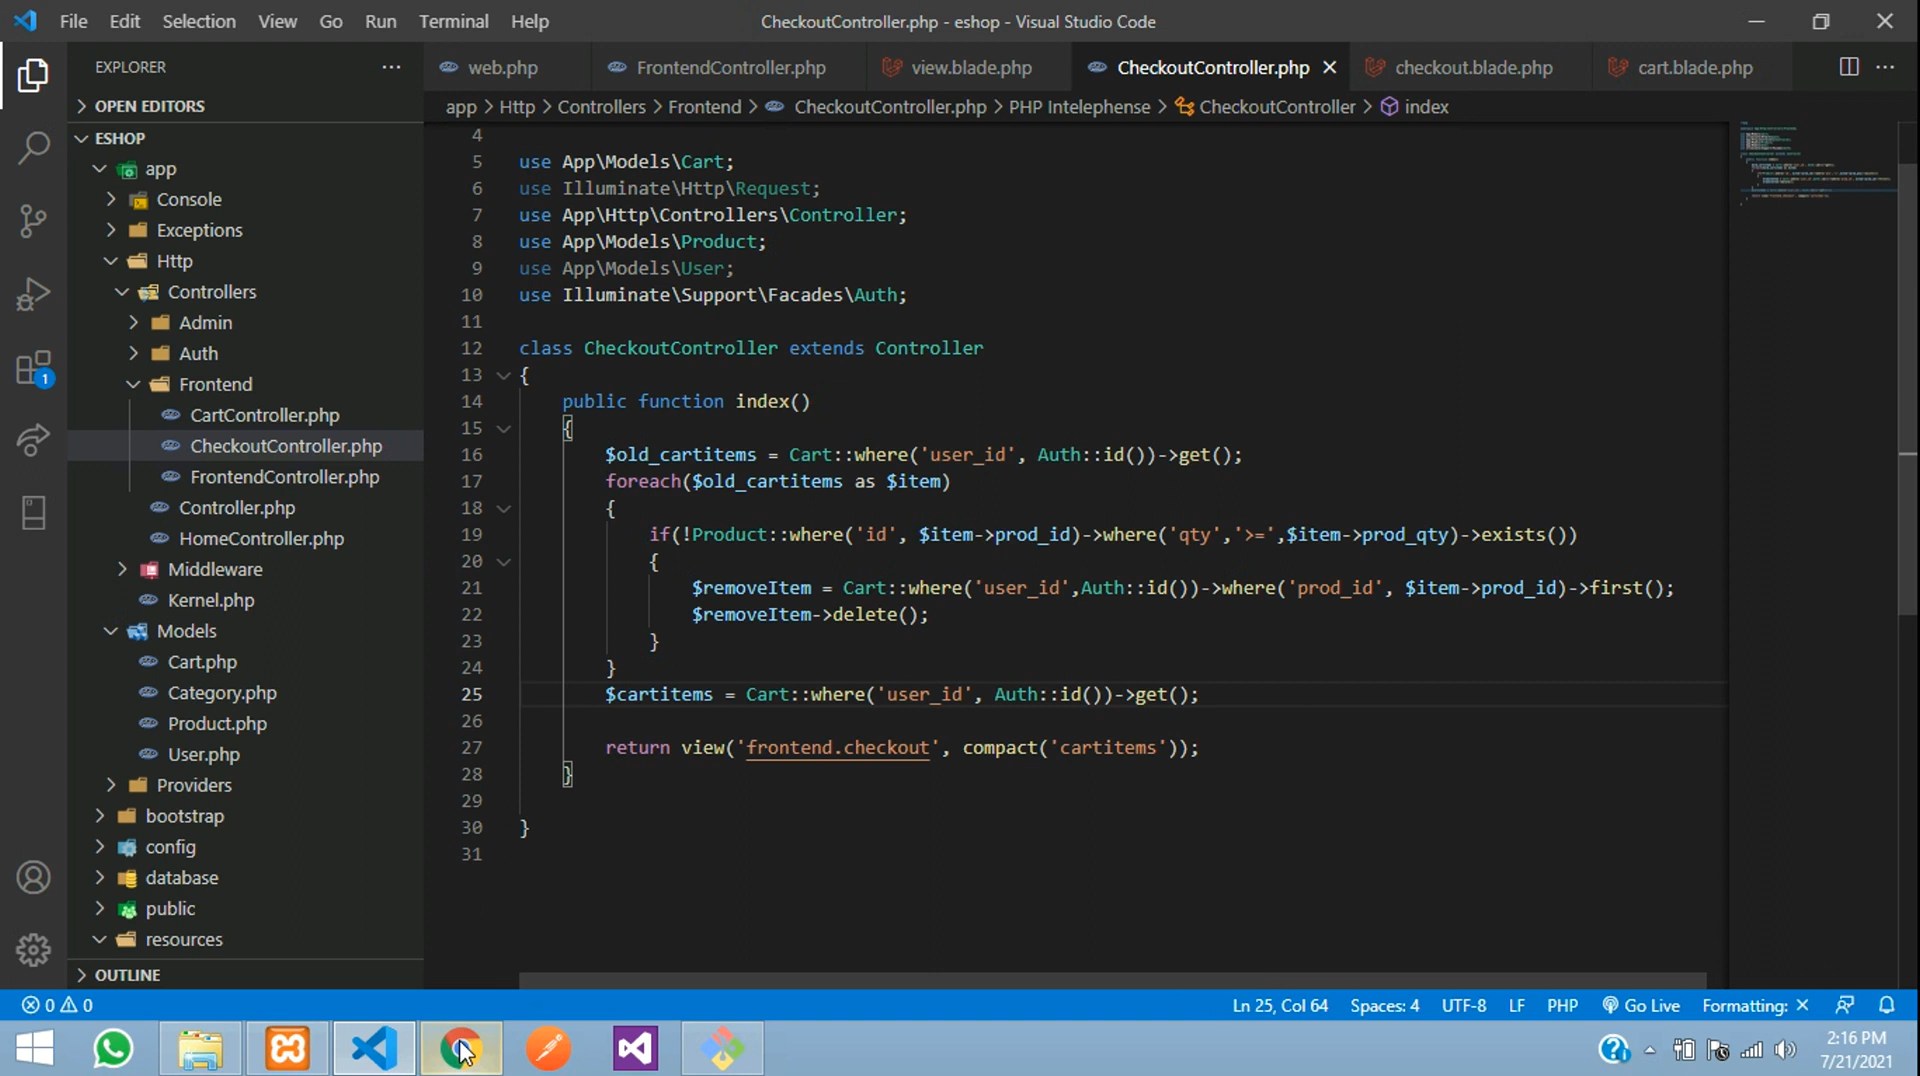 File Edit Selection View Go Run Terminal Help CheckoutController.php - eshop - Visual Studio Code
EXPLORER ···
web.php FrontendController.php view.blade.php CheckoutController.php checkout.blade.php cart.blade.php ···
app > Http > Controllers > Frontend > CheckoutController.php > PHP Intelephense > CheckoutController > index
OPEN EDITORS
ESHOP
app
Console
Exceptions
Http
Controllers
Admin
Auth
Frontend
CartController.php
CheckoutController.php
FrontendController.php
Controller.php
HomeController.php
Middleware
Kernel.php
Models
Cart.php
Category.php
Product.php
User.php
Providers
bootstrap
config
database
public
resources
OUTLINE
1
4
5 use App\Models\Cart;
6 use Illuminate\Http\Request;
7 use App\Http\Controllers\Controller;
8 use App\Models\Product;
9 use App\Models\User;
10 use Illuminate\Support\Facades\Auth;
11
12 class CheckoutController extends Controller
13 {
14 public function index()
15 {
16 $old_cartitems = Cart::where('user_id', Auth::id())->get();
17 foreach($old_cartitems as $item)
18 {
19 if(!Product::where('id', $item->prod_id)->where('qty','>=',$item->prod_qty)->exists())
20 {
21 $removeItem = Cart::where('user_id',Auth::id())->where('prod_id', $item->prod_id)->first();
22 $removeItem->delete();
23 }
24 }
25 $cartitems = Cart::where('user_id', Auth::id())->get();
26
27 return view('frontend.checkout', compact('cartitems'));
28 }
29
30 }
31
0 0 Ln 25, Col 64 Spaces: 4 UTF-8 LF PHP Go Live Formatting: ×
2:16 PM
7/21/2021